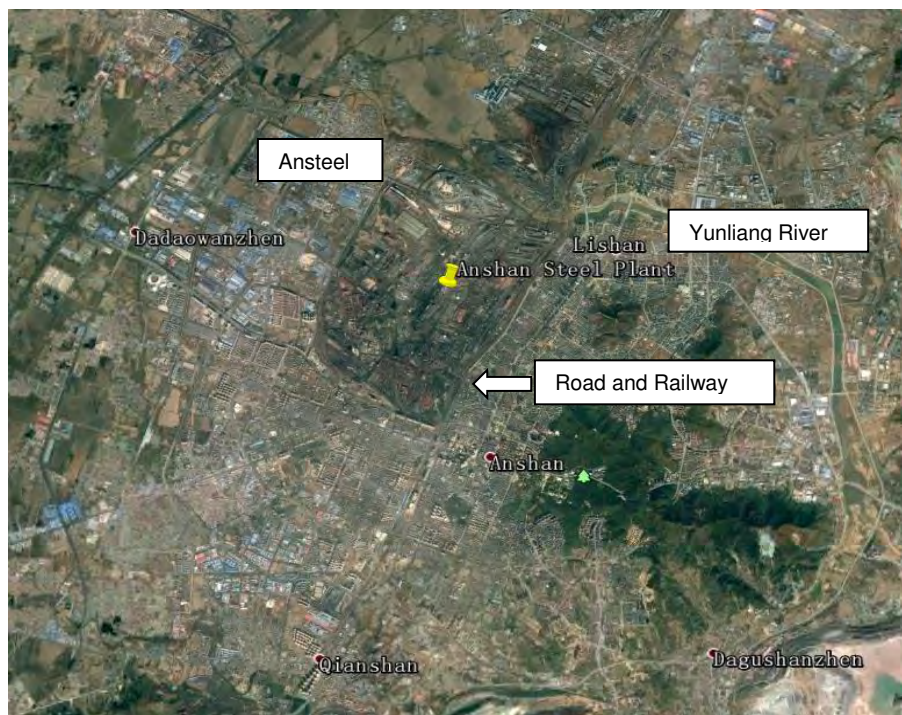 Ansteel
Dadaowanzhen
Yunliang River
Lishan
Anshan Steel Plant
Road and Railway
Anshan
Qianshan
Dagushanzhen